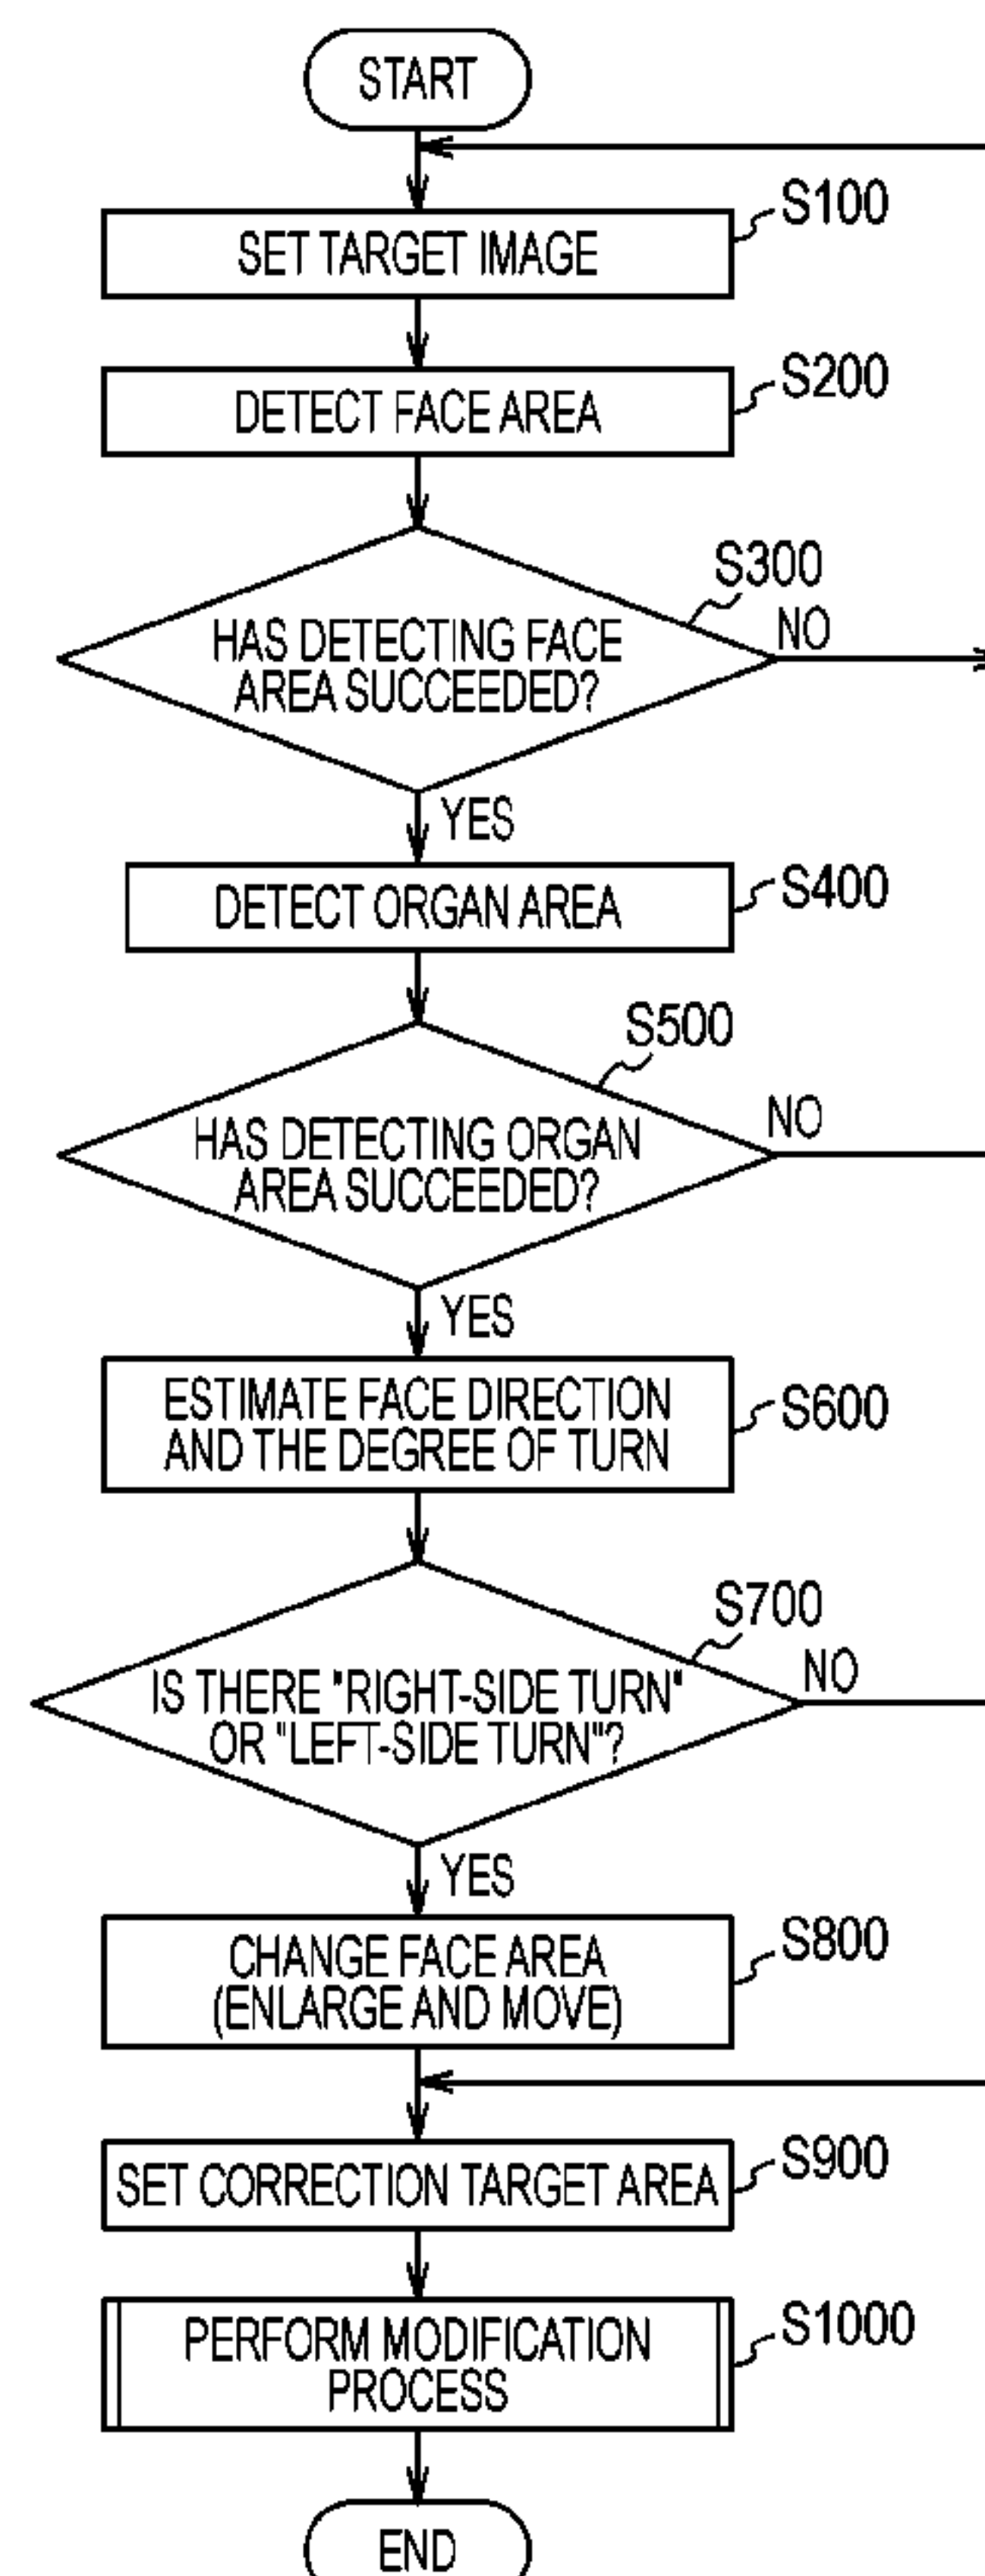 START
S100
SET TARGET IMAGE
S200
DETECT FACE AREA
S300
HAS DETECTING FACE
AREA SUCCEEDED?
NO
YES
S400
DETECT ORGAN AREA
S500
HAS DETECTING ORGAN
AREA SUCCEEDED?
NO
YES
S600
ESTIMATE FACE DIRECTION
AND THE DEGREE OF TURN
S700
IS THERE "RIGHT-SIDE TURN"
OR "LEFT-SIDE TURN"?
NO
YES
S800
CHANGE FACE AREA
(ENLARGE AND MOVE)
S900
SET CORRECTION TARGET AREA
S1000
PERFORM MODIFICATION
PROCESS
END